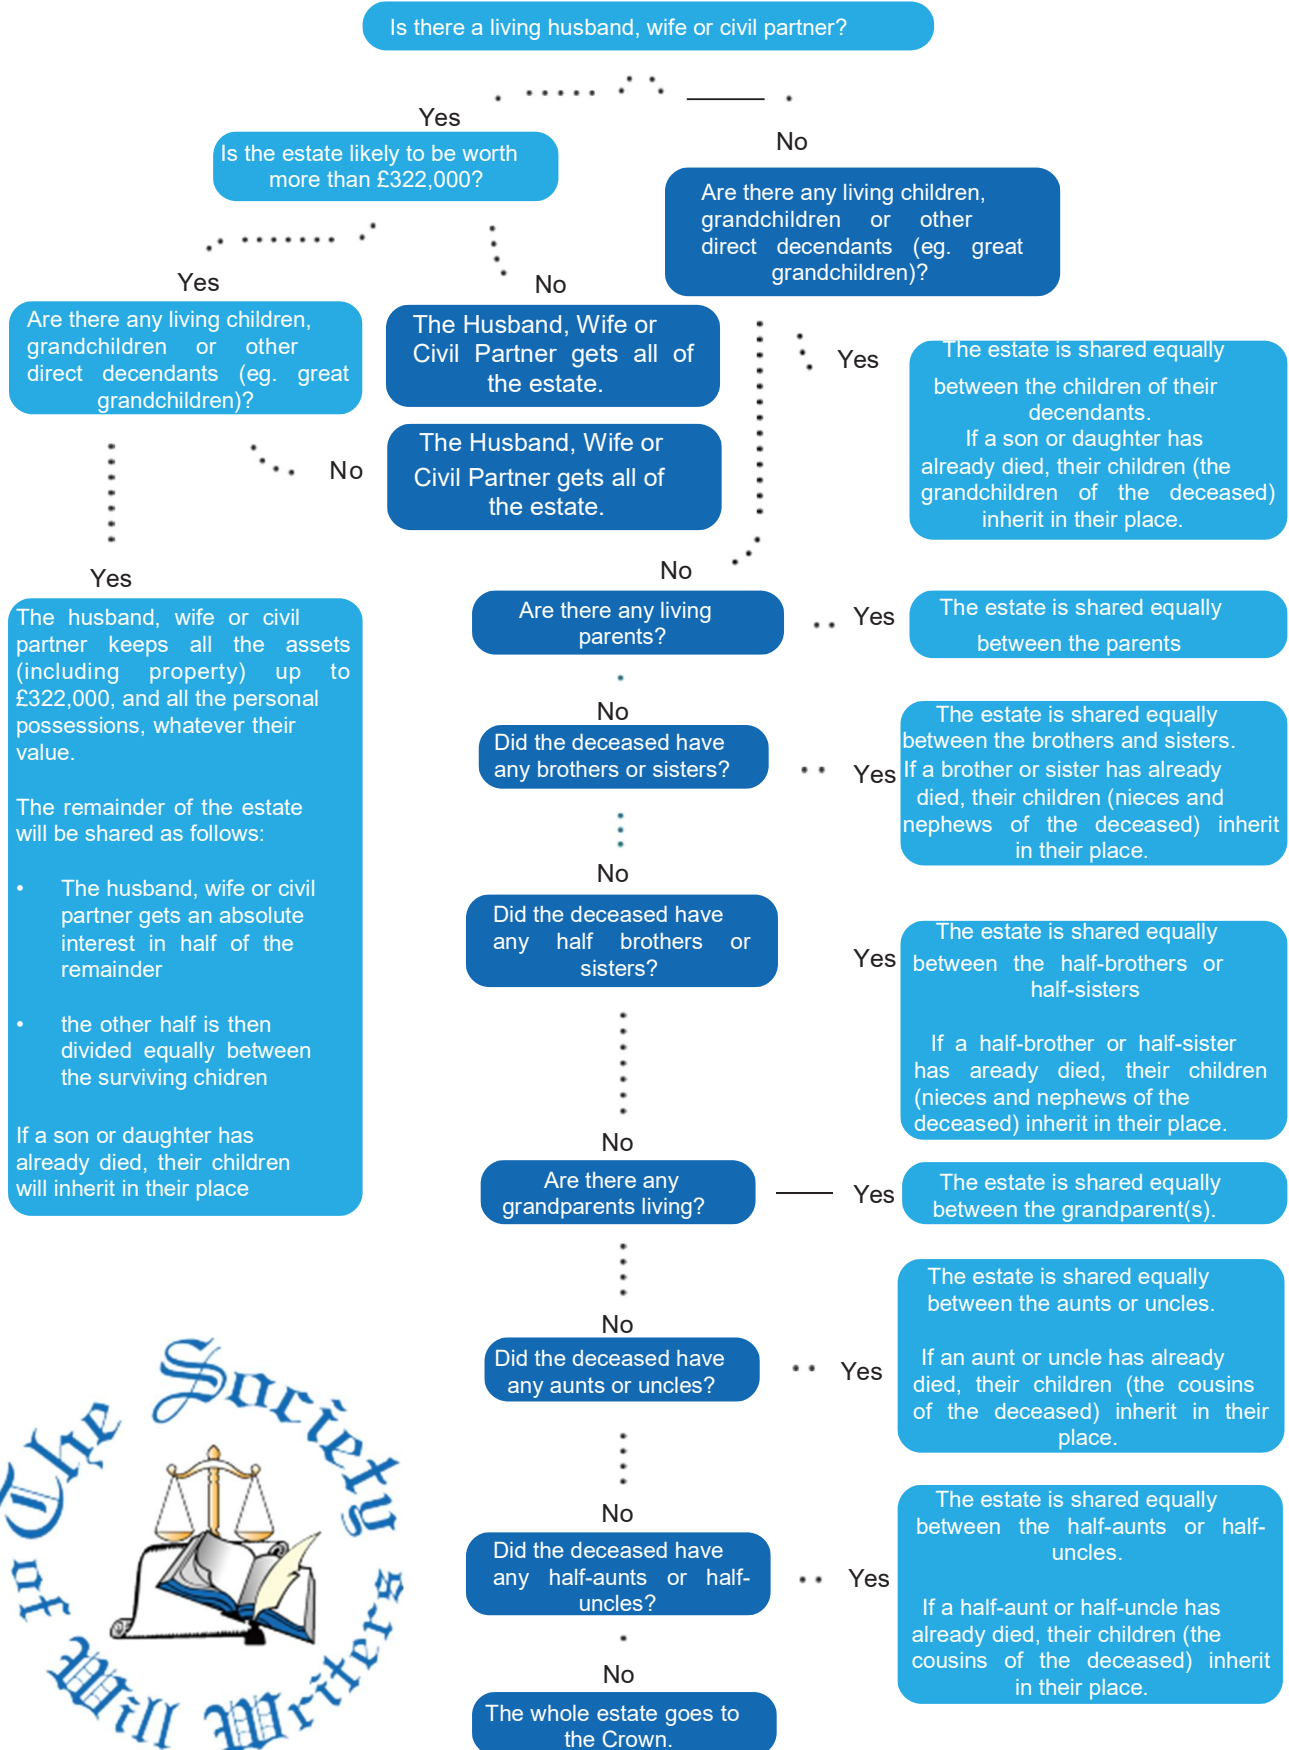 Is there a living husband, wife or civil partner?
Yes
No
Is the estate likely to be worth
more than £322,000?
Are there any living children,
grandchildren or other
direct decendants (eg. great
grandchildren)?
Yes
No
Are there any living children,
grandchildren or other
direct decendants (eg. great
grandchildren)?
The Husband, Wife or
Civil Partner gets all of
the estate.
Yes
The estate is shared equally
between the children of their
decendants.
If a son or daughter has
already died, their children (the
grandchildren of the deceased)
inherit in their place.
No
The Husband, Wife or
Civil Partner gets all of
the estate.
Yes
The husband, wife or civil
partner keeps all the assets
(including property) up to
£322,000, and all the personal
possessions, whatever their
value.
The remainder of the estate
will be shared as follows:
• The husband, wife or civil
partner gets an absolute
interest in half of the
remainder
• the other half is then
divided equally between
the surviving chidren
If a son or daughter has
already died, their children
will inherit in their place
No
Are there any living
parents?
Yes
The estate is shared equally
between the parents
No
Did the deceased have
any brothers or sisters?
Yes
The estate is shared equally
between the brothers and sisters.
If a brother or sister has already
died, their children (nieces and
nephews of the deceased) inherit
in their place.
No
Did the deceased have
any half brothers or
sisters?
Yes
The estate is shared equally
between the half-brothers or
half-sisters
If a half-brother or half-sister
has aready died, their children
(nieces and nephews of the
deceased) inherit in their place.
No
Are there any
grandparents living?
Yes
The estate is shared equally
between the grandparent(s).
No
Did the deceased have
any aunts or uncles?
Yes
The estate is shared equally
between the aunts or uncles.
If an aunt or uncle has already
died, their children (the cousins
of the deceased) inherit in their
place.
No
Did the deceased have
any half-aunts or half-
uncles?
Yes
The estate is shared equally
between the half-aunts or half-
uncles.
If a half-aunt or half-uncle has
already died, their children (the
cousins of the deceased) inherit
in their place.
No
The whole estate goes to
the Crown.
The Society
of Will Writers